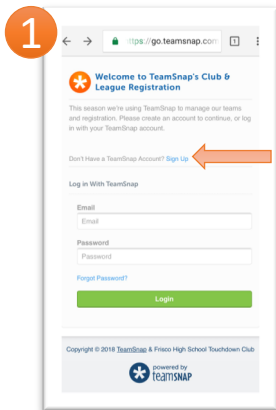 1
https://go.teamsnap.com 1
Welcome to TeamSnap's Club &
League Registration
This season we're using TeamSnap to manage our teams
and registration. Please create an account to continue, or log
in with your TeamSnap account.
Don't Have a TeamSnap Account? Sign Up
Log in With TeamSnap
Email
Email
Password
Password
Forgot Password?
Login
Copyright © 2018 TeamSnap & Frisco High School Touchdown Club
powered by
teamSNAP